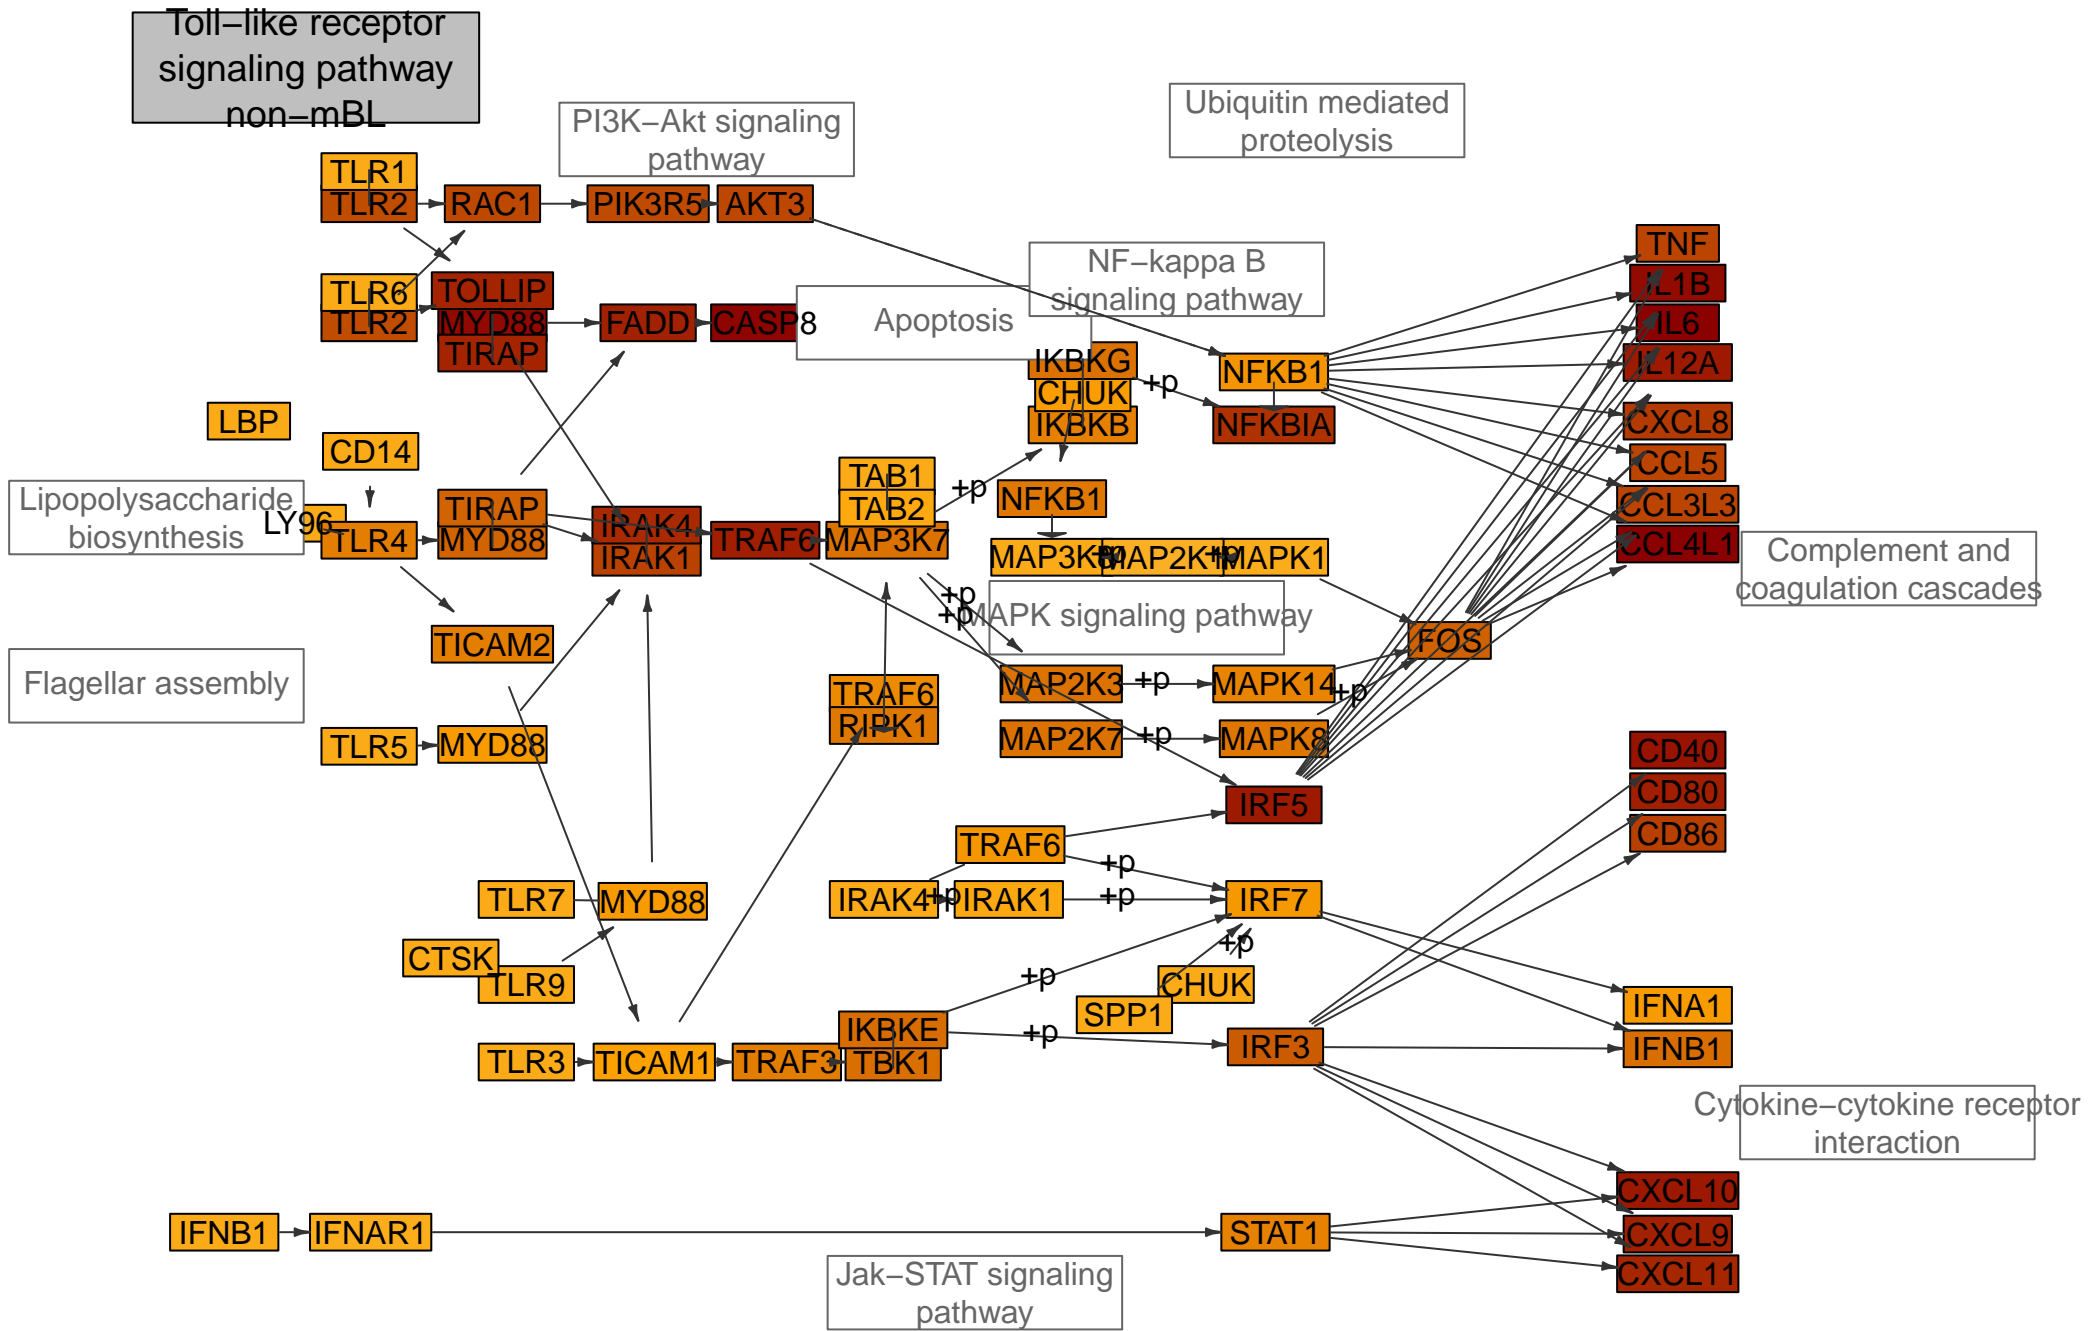 Toll−like receptor
signaling pathway
non−mBL
PI3K−Akt signaling
pathway
Ubiquitin mediated
proteolysis
TLR1
TLR2
RAC1
PIK3R5
AKT3
TNF
NF−kappa B
signaling pathway
IL1B
TLR6
TLR2
TOLLIP
MYD88
TIRAP
FADD
CASP8
Apoptosis
IL6
IL12A
IKBKG
CHUK
IKBKB
+p
NFKB1
NFKBIA
CXCL8
CCL5
CCL3L3
CCL4L1
LBP
CD14
Lipopolysaccharide
biosynthesis
LY96
TLR4
TIRAP
MYD88
IRAK4
IRAK1
TRAF6
TAB1
TAB2
MAP3K7
+p
NFKB1
MAP3K8
+p
MAP2K1
+p
MAPK1
Complement and
coagulation cascades
+p
+p
MAPK signaling pathway
FOS
TICAM2
Flagellar assembly
TRAF6
RIPK1
MAP2K3
+p
MAPK14
+p
MAP2K7
+p
MAPK8
TLR5
MYD88
CD40
CD80
CD86
IRF5
TRAF6
+p
TLR7
MYD88
IRAK4
+p
IRAK1
+p
IRF7
CTSK
TLR9
+p
+p
CHUK
SPP1
IFNA1
IFNB1
IKBKE
TBK1
+p
IRF3
TLR3
TICAM1
TRAF3
Cytokine−cytokine receptor
interaction
CXCL10
CXCL9
CXCL11
IFNB1
IFNAR1
STAT1
Jak−STAT signaling
pathway